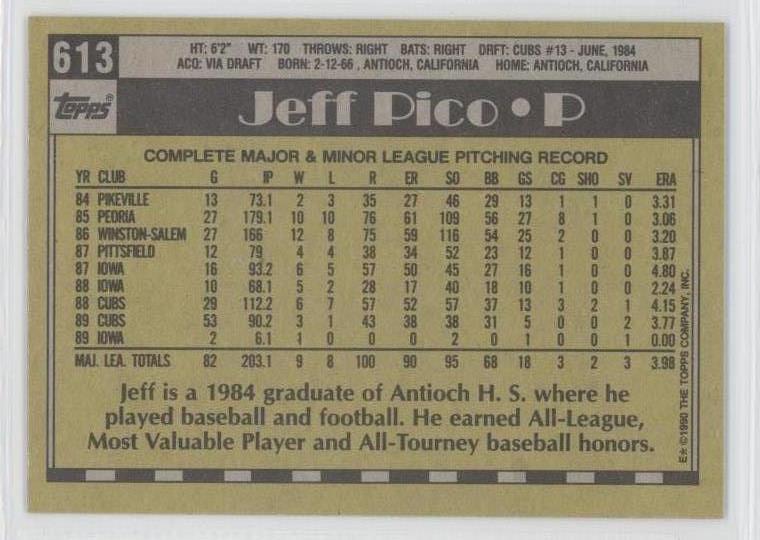 613
HT: 6'2" WT: 170 THROWS: RIGHT BATS: RIGHT DRFT: CUBS #13 - JUNE, 1984
ACQ: VIA DRAFT BORN: 2-12-66 , ANTIOCH, CALIFORNIA HOME: ANTIOCH, CALIFORNIA
topps®
Jeff Pico • P
COMPLETE MAJOR & MINOR LEAGUE PITCHING RECORD
YR CLUB G IP W L R ER SO BB GS CG SHO SV ERA
84 PIKEVILLE 13 73.1 2 3 35 27 46 29 13 1 1 0 3.31
85 PEORIA 27 179.1 10 10 76 61 109 56 27 8 1 0 3.06
86 WINSTON-SALEM 27 166 12 8 75 59 116 54 25 2 0 0 3.20
87 PITTSFIELD 12 79 4 4 38 34 52 23 12 1 0 0 3.87
87 IOWA 16 93.2 6 5 57 50 45 27 16 1 0 0 4.80
88 IOWA 10 68.1 5 2 28 17 40 18 10 1 0 0 2.24
88 CUBS 29 112.2 6 7 57 52 57 37 13 3 2 1 4.15
89 CUBS 53 90.2 3 1 43 38 38 31 5 0 0 2 3.77
89 IOWA 2 6.1 1 0 0 0 2 0 1 0 0 1 0.00
MAJ. LEA. TOTALS 82 203.1 9 8 100 90 95 68 18 3 2 3 3.98
Jeff is a 1984 graduate of Antioch H. S. where he
played baseball and football. He earned All-League,
Most Valuable Player and All-Tourney baseball honors.
E* ©1990 THE TOPPS COMPANY, INC.